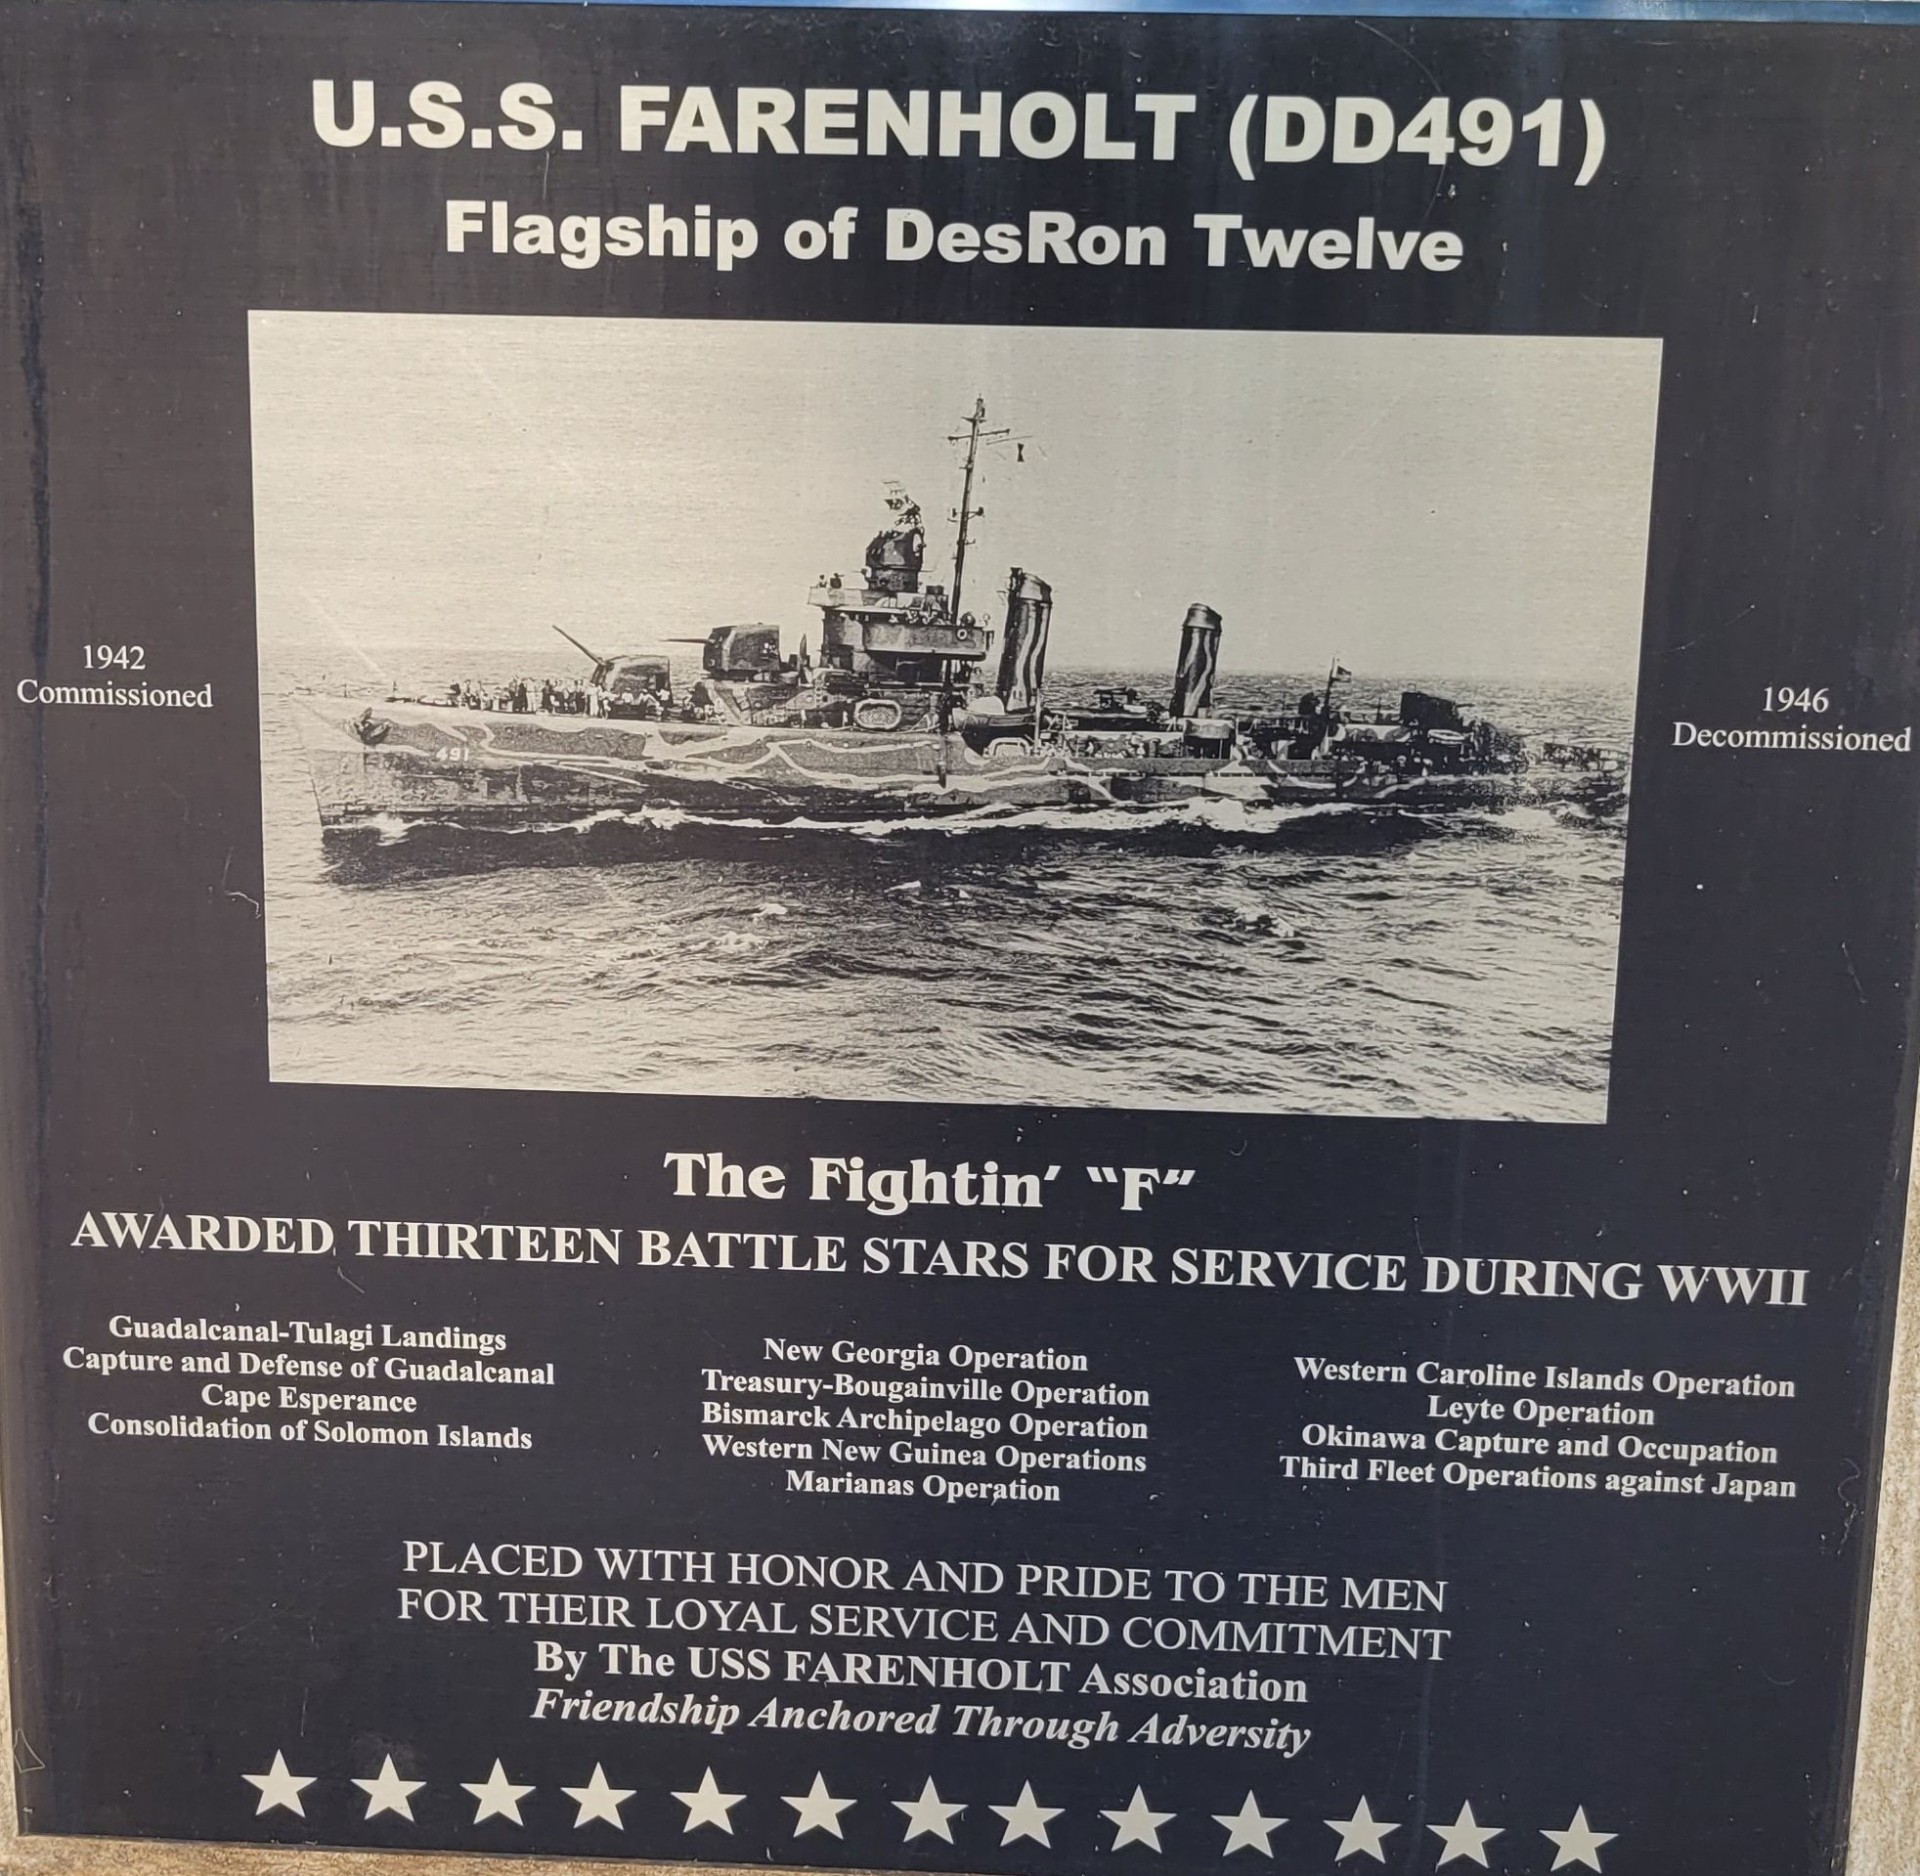 U.S.S. FARENHOLT (DD491)
Flagship of DesRon Twelve
1942
Commissioned
491
1946
Decommissioned
The Fightin' "F"
AWARDED THIRTEEN BATTLE STARS FOR SERVICE DURING WWII
Guadalcanal-Tulagi Landings
Capture and Defense of Guadalcanal
Cape Esperance
Consolidation of Solomon Islands
New Georgia Operation
Treasury-Bougainville Operation
Bismarck Archipelago Operation
Western New Guinea Operations
Marianas Operation
Western Caroline Islands Operation
Leyte Operation
Okinawa Capture and Occupation
Third Fleet Operations against Japan
PLACED WITH HONOR AND PRIDE TO THE MEN
FOR THEIR LOYAL SERVICE AND COMMITMENT
By The USS FARENHOLT Association
Friendship Anchored Through Adversity